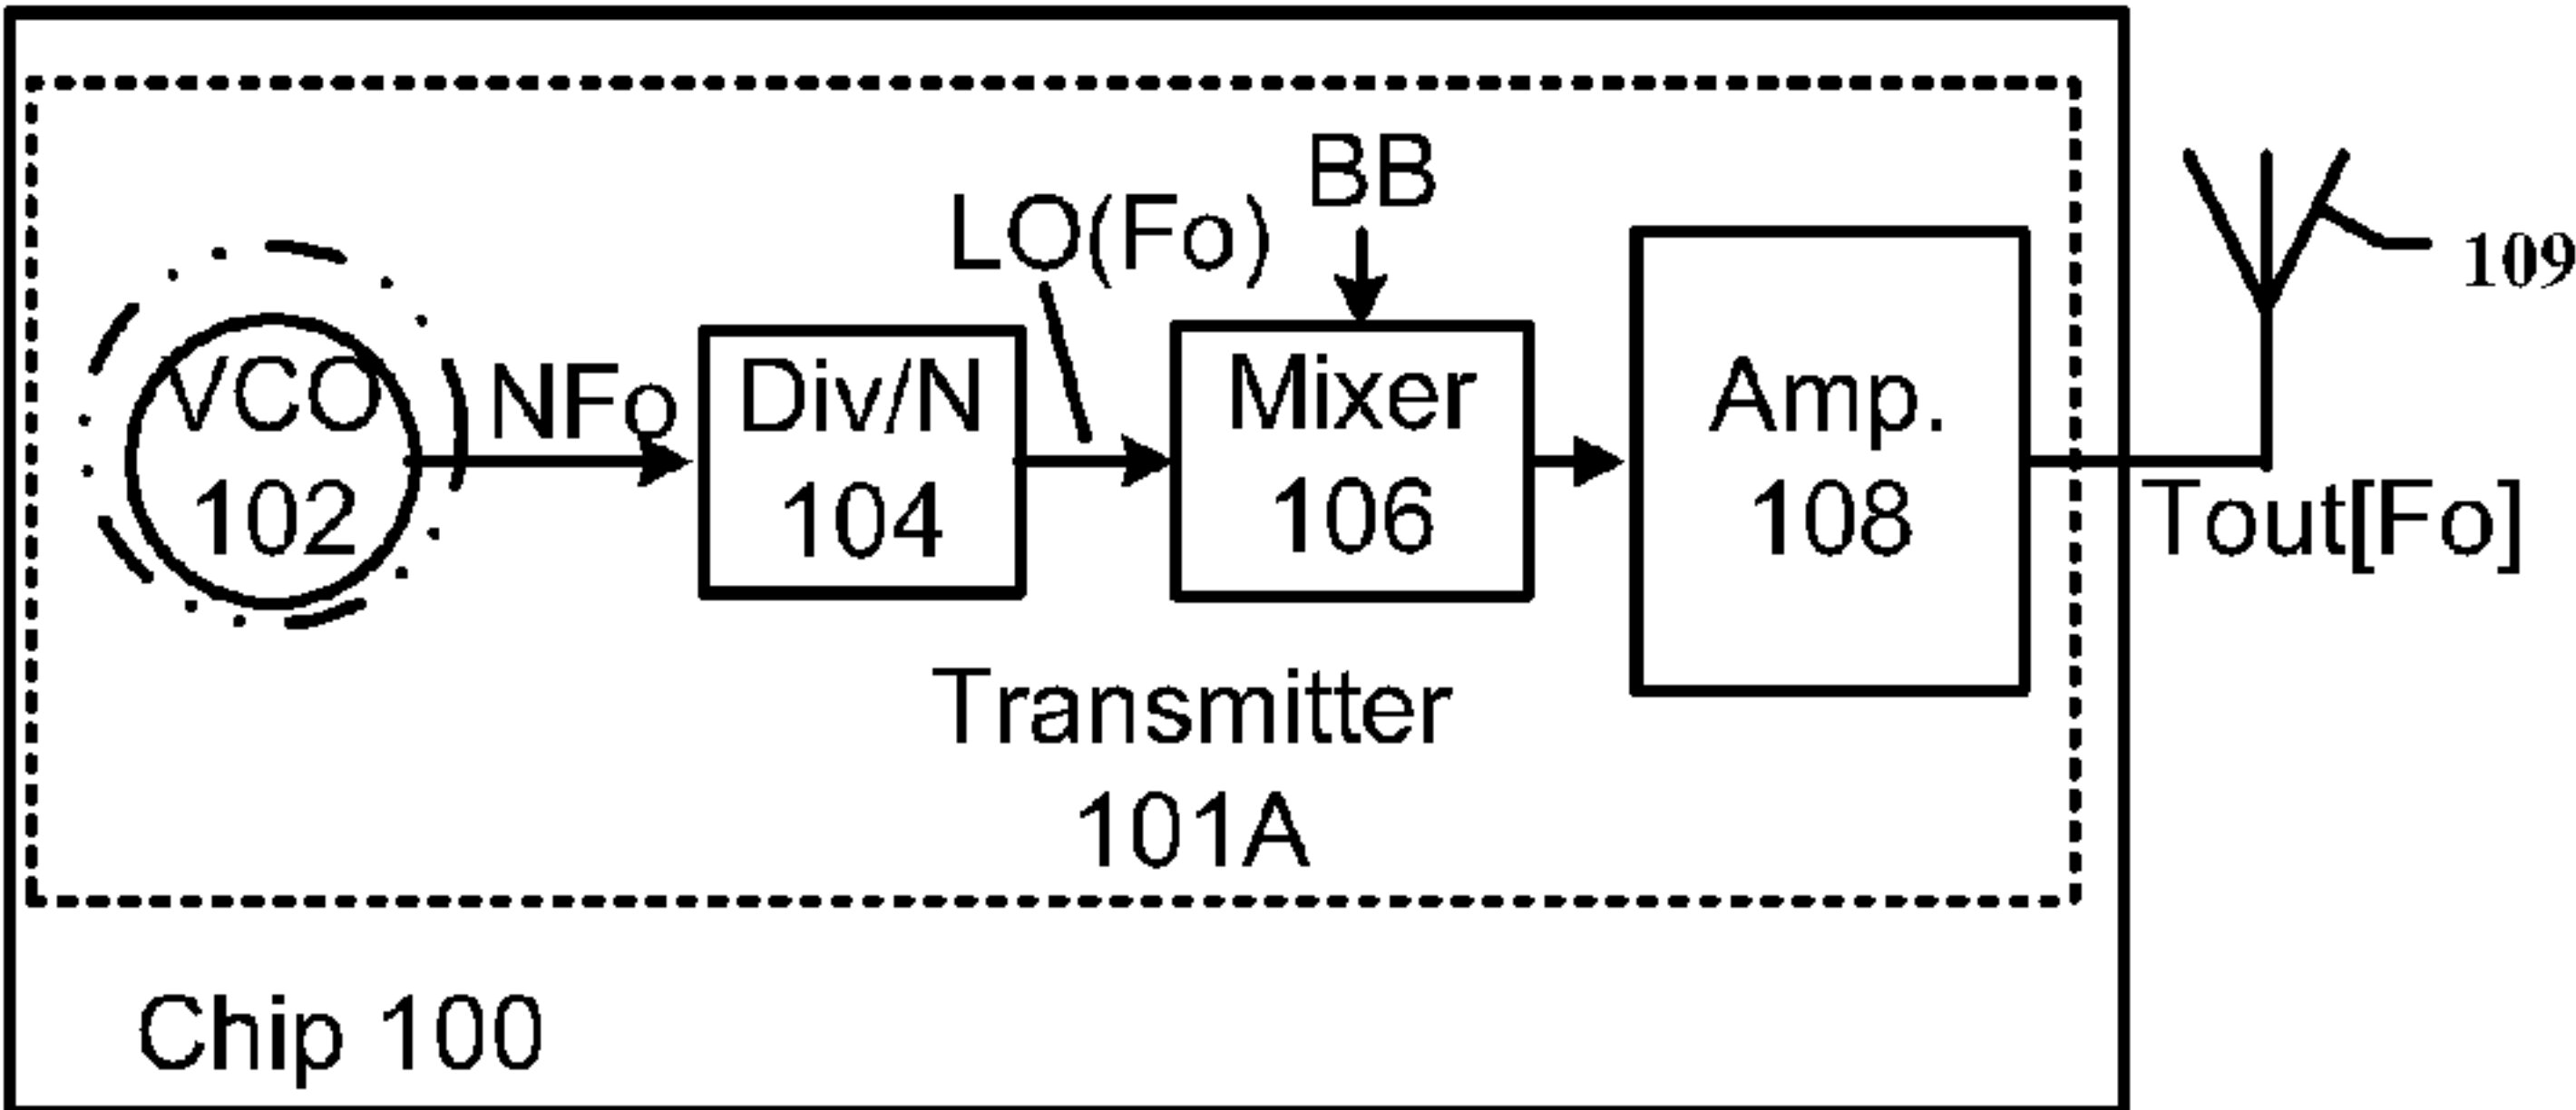 BB
LO(Fo)
109
VCO
102
NFo
Div/N
104
Mixer
106
Amp.
108
Tout[Fo]
Transmitter
101A
Chip 100